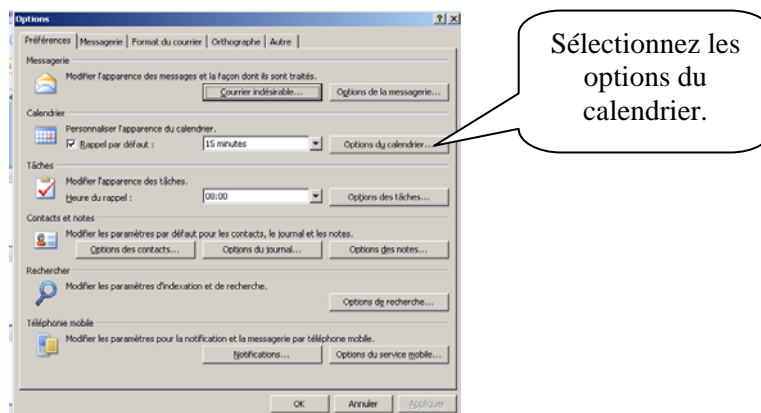 Options
Préférences Messagerie Format du courrier Orthographe Autre
Messagerie
Modifier l'apparence des messages et la façon dont ils sont traités.
Courrier indésirable... Options de la messagerie...
Calendrier
Personnaliser l'apparence du calendrier.
Rappel par défaut : 15 minutes Options du calendrier...
Tâches
Modifier l'apparence des tâches.
Heure du rappel : 08:00 Options des tâches...
Contacts et notes
Modifier les paramètres par défaut pour les contacts, le journal et les notes.
Options des contacts... Options du journal... Options des notes...
Rechercher
Modifier les paramètres d'indexation et de recherche.
Options de recherche...
Téléphonie mobile
Modifier les paramètres pour la notification et la messagerie par téléphone mobile.
Notifications... Options du service mobile...
OK Annuler Appliquer
Sélectionnez les
options du
calendrier.